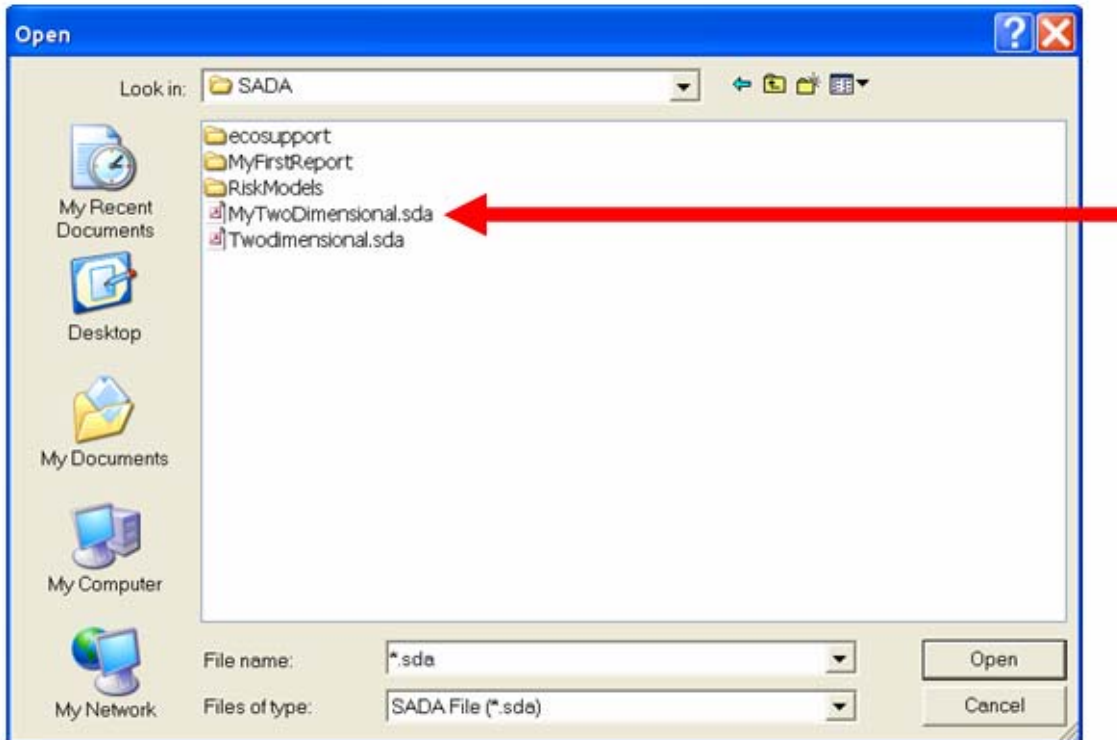 Open
Look in:
SADA
ecosupport
MyFirstReport
RiskModels
MyTwoDimensional.sda
Twodimensional.sda
My Recent
Documents
Desktop
My Documents
My Computer
My Network
File name:
*.sda
Open
Files of type:
SADA File (*.sda)
Cancel